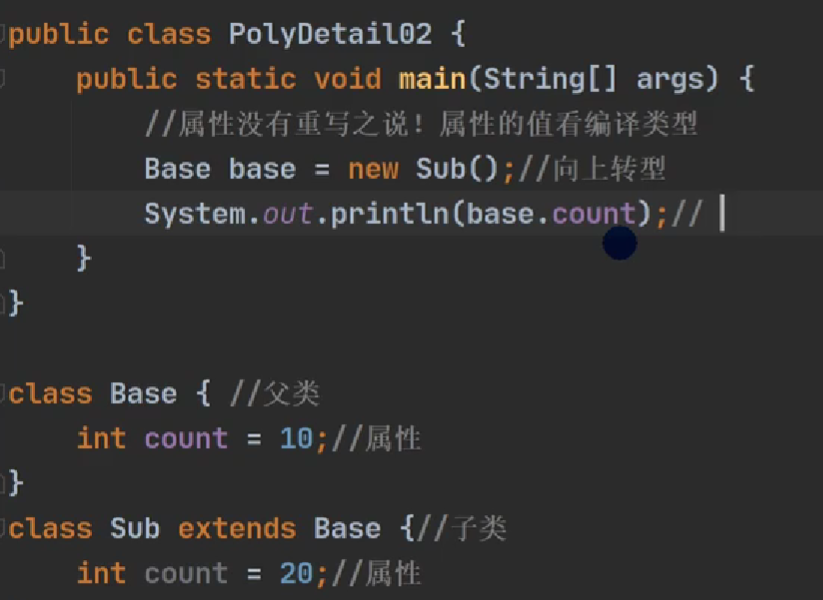 public class PolyDetail02 {
    public static void main(String[] args) {
        //属性没有重写之说！属性的值看编译类型
        Base base = new Sub();//向上转型
        System.out.println(base.count);//
    }
}
class Base { //父类
    int count = 10;//属性
}
class Sub extends Base {//子类
    int count = 20;//属性